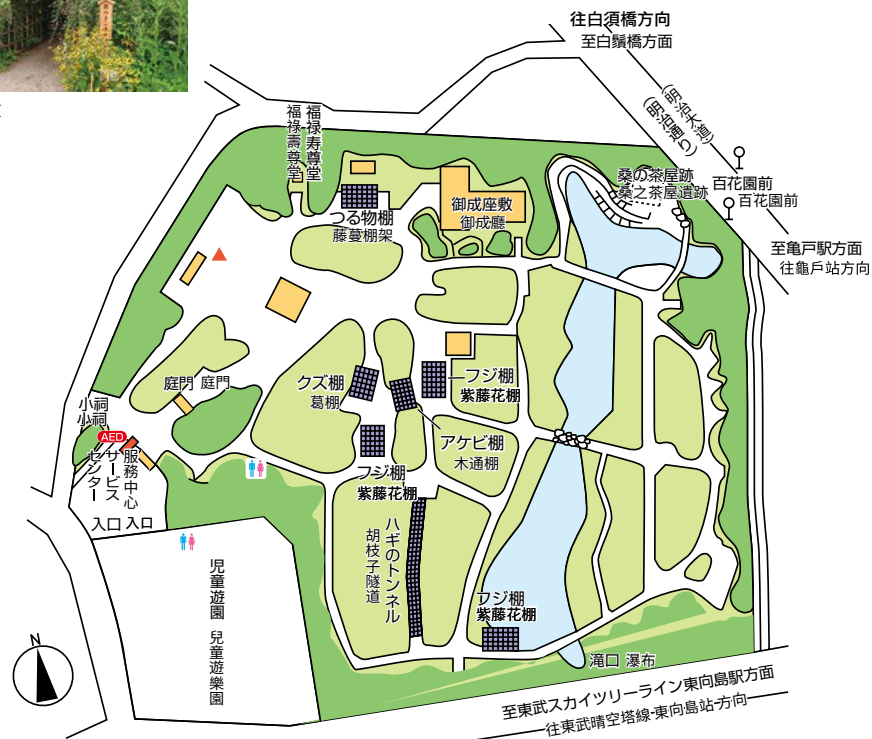 往白須橋方向
至白鬚橋方面
(明治大道)
(明治通り)
福禄寿尊堂
福祿壽尊堂
桑の茶屋跡
桑之茶屋遺跡
百花園前
百花園前
つる物棚
藤蔓棚架
御成座敷
御成廳
至亀戸駅方面
往龜戶站方向
庭門 庭門
クズ棚
葛棚
フジ棚
紫藤花棚
小祠
小祠
AED
アケビ棚
木通棚
服務中心
サービス
センター
フジ棚
紫藤花棚
入口 入口
ハギのトンネル
胡枝子隧道
児童遊園 兒童遊樂園
フジ棚
紫藤花棚
N
滝口 瀑布
至東武スカイツリーライン東向島駅方面
往東武晴空塔線-東向島站-方向